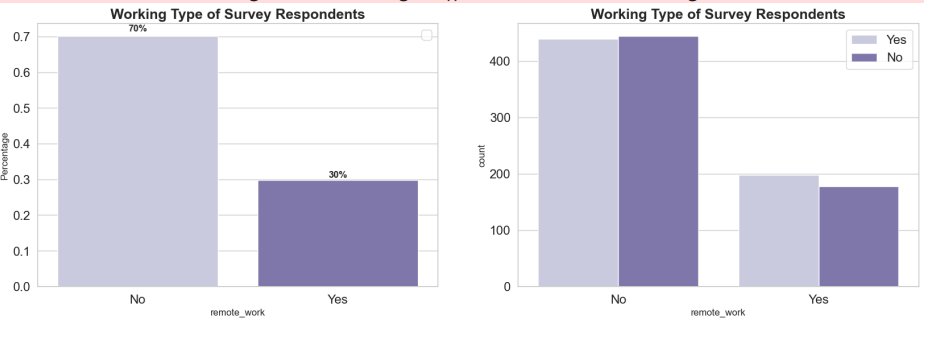 Working Type of Survey Respondents
70%
0.7
0.6
0.5
0.4
0.3
0.2
0.1
0.0
Percentage
30%
No
Yes
remote_work
Working Type of Survey Respondents
Yes
No
400
300
200
100
0
count
No
Yes
remote_work